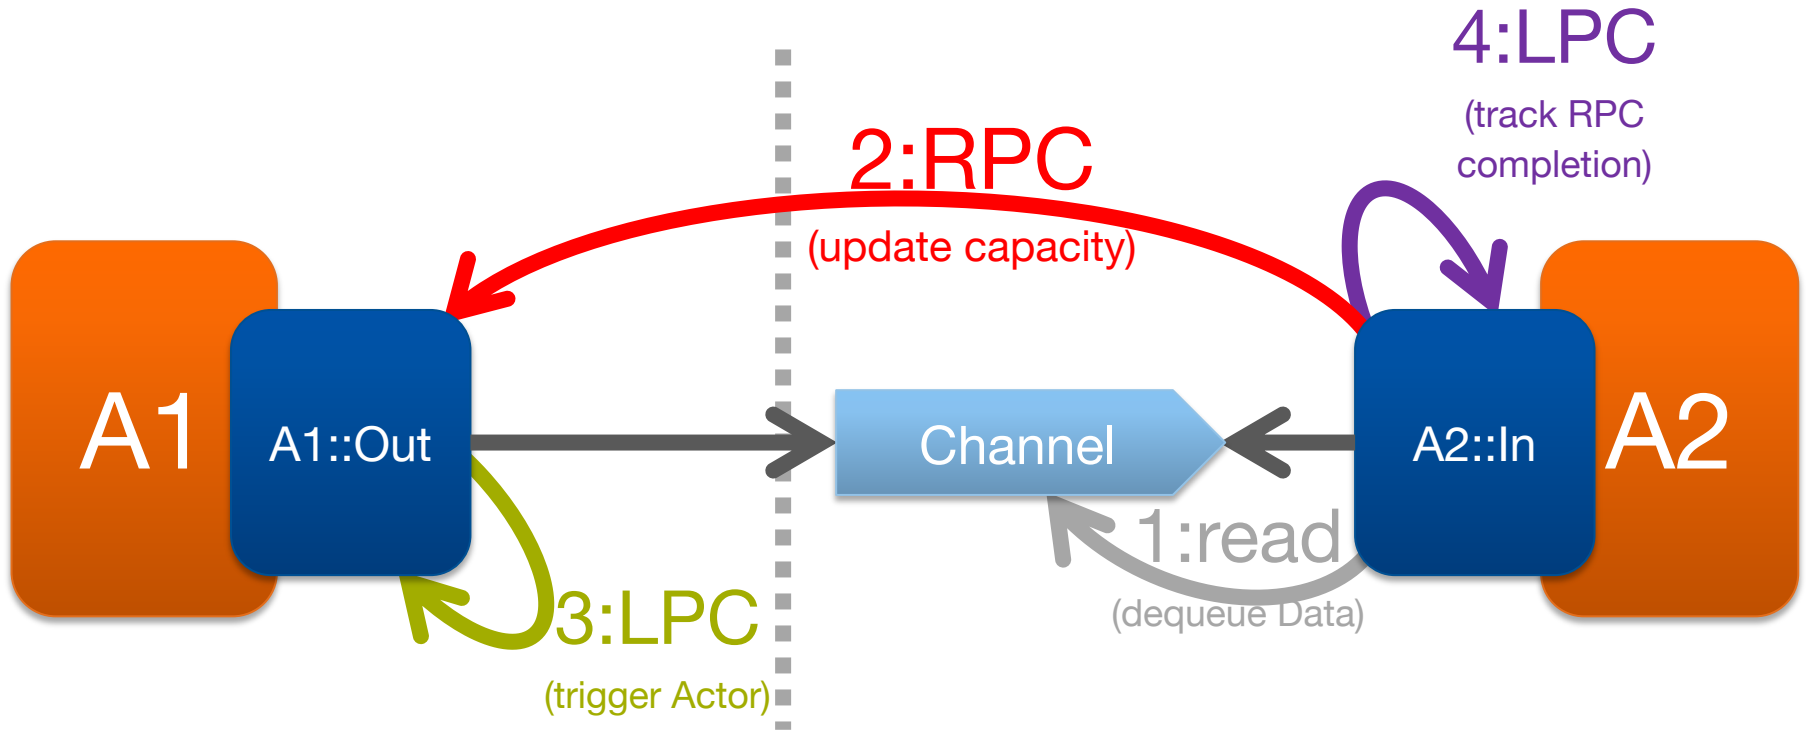 4:LPC
(track RPC
completion)
2:RPC
(update capacity)
A1
A1::Out
Channel
A2::In
A2
1:read
(dequeue Data)
3:LPC
(trigger Actor)